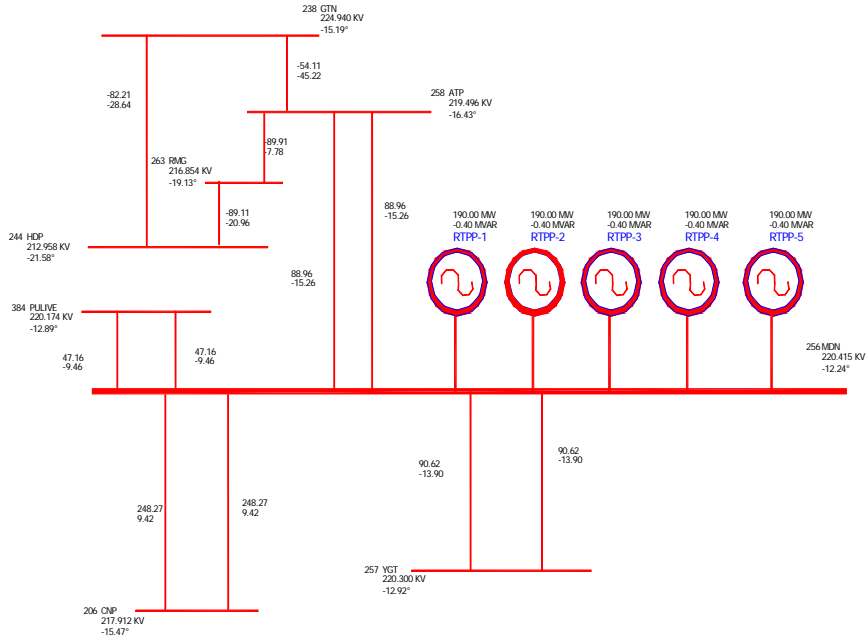 238 GTN
224.940 KV
-15.19°
-54.11
-45.22
-82.21
-28.64
258 ATP
219.496 KV
-16.43°
-89.91
-7.78
263 RMG
216.854 KV
-19.13°
-89.11
-20.96
88.96
-15.26
88.96
-15.26
244 HDP
212.958 KV
-21.58°
190.00 MW
-0.40 MVAR
RTPP-1
190.00 MW
-0.40 MVAR
RTPP-2
190.00 MW
-0.40 MVAR
RTPP-3
190.00 MW
-0.40 MVAR
RTPP-4
190.00 MW
-0.40 MVAR
RTPP-5
384 PULIVE
220.174 KV
-12.89°
47.16
-9.46
47.16
-9.46
256 MDN
220.415 KV
-12.24°
248.27
9.42
248.27
9.42
90.62
-13.90
90.62
-13.90
257 YGT
220.300 KV
-12.92°
206 CNP
217.912 KV
-15.47°